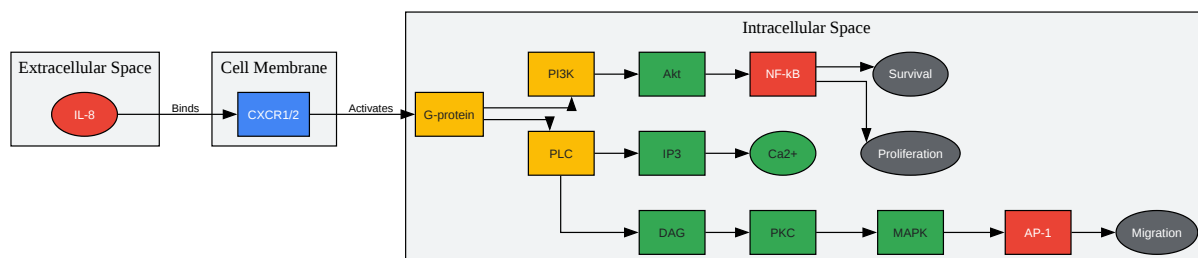 Extracellular Space
IL-8
Binds
Cell Membrane
CXCR1/2
Activates
Intracellular Space
G-protein
PI3K
Akt
NF-kB
Survival
PLC
IP3
Ca2+
Proliferation
DAG
PKC
MAPK
AP-1
Migration